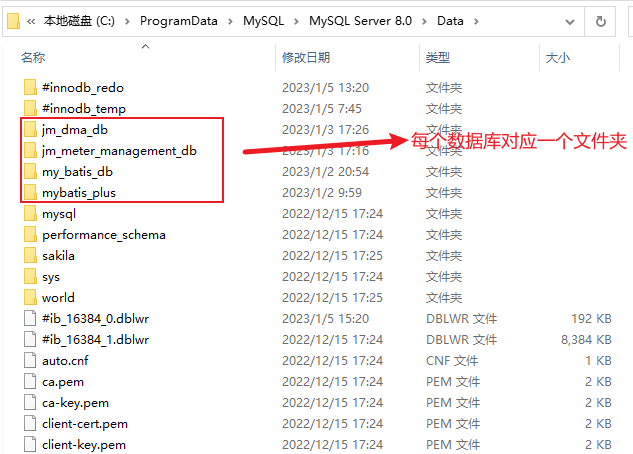 « 本地磁盘 (C:) › ProgramData › MySQL › MySQL Server 8.0 › Data ›
名称 修改日期 类型 大小
#innodb_redo 2023/1/5 13:20 文件夹
#innodb_temp 2023/1/5 7:45 文件夹
jm_dma_db 2023/1/3 17:26 文件夹
每个数据库对应一个文件夹
jm_meter_management_db 2023/1/3 17:16 文件夹
my_batis_db 2023/1/2 20:54 文件夹
mybatis_plus 2023/1/2 9:59 文件夹
mysql 2022/12/15 17:24 文件夹
performance_schema 2022/12/15 17:24 文件夹
sakila 2022/12/15 17:25 文件夹
sys 2022/12/15 17:24 文件夹
world 2022/12/15 17:25 文件夹
#ib_16384_0.dblwr 2023/1/5 15:20 DBLWR 文件 192 KB
#ib_16384_1.dblwr 2022/12/15 17:24 DBLWR 文件 8,384 KB
auto.cnf 2022/12/15 17:24 CNF 文件 1 KB
ca.pem 2022/12/15 17:24 PEM 文件 2 KB
ca-key.pem 2022/12/15 17:24 PEM 文件 2 KB
client-cert.pem 2022/12/15 17:24 PEM 文件 2 KB
client-key.pem 2022/12/15 17:24 PEM 文件 2 KB